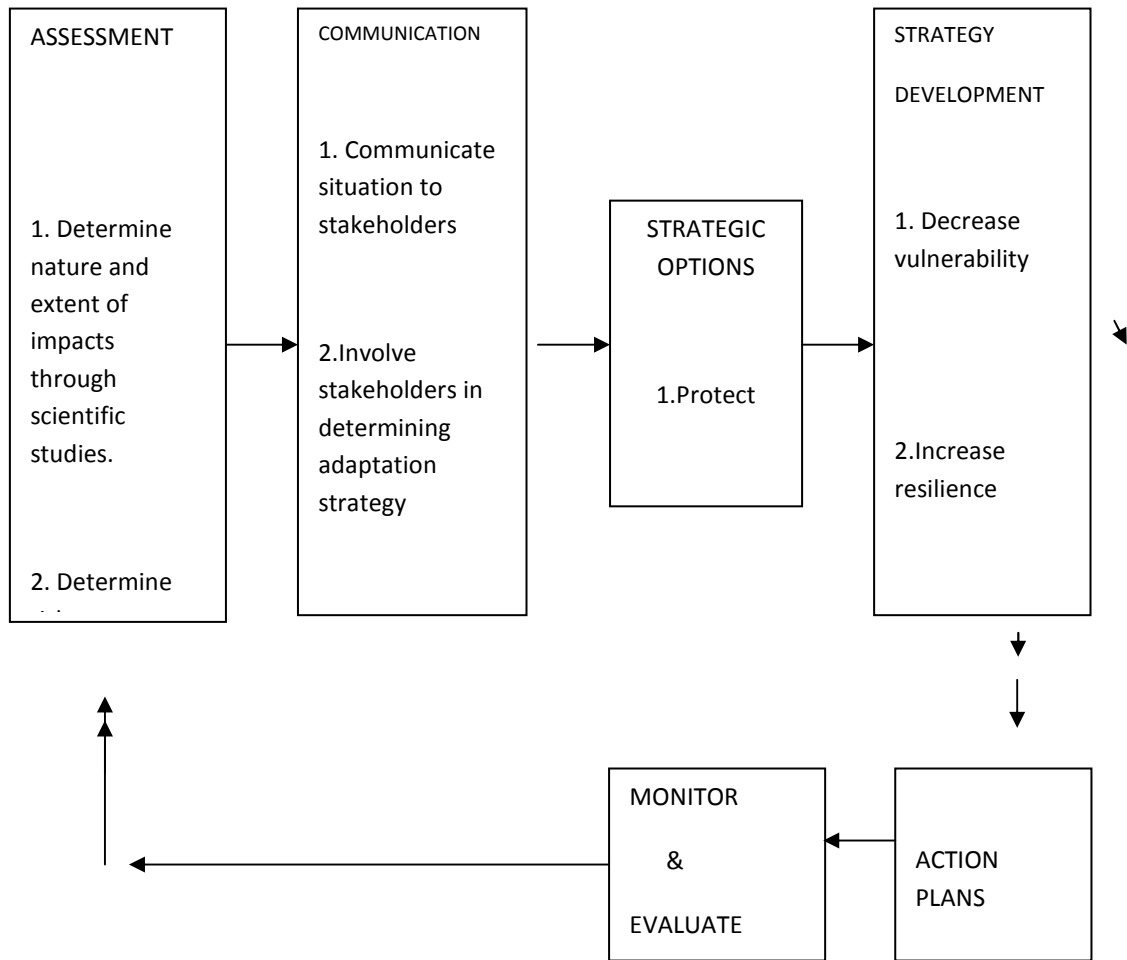 ASSESSMENT
1. Determine
nature and
extent of
impacts
through
scientific
studies.
2. Determine
COMMUNICATION
1. Communicate
situation to
stakeholders
2.Involve
stakeholders in
determining
adaptation
strategy
STRATEGIC
OPTIONS
1.Protect
STRATEGY
DEVELOPMENT
1. Decrease
vulnerability
2.Increase
resilience
ACTION
PLANS
MONITOR
&
EVALUATE